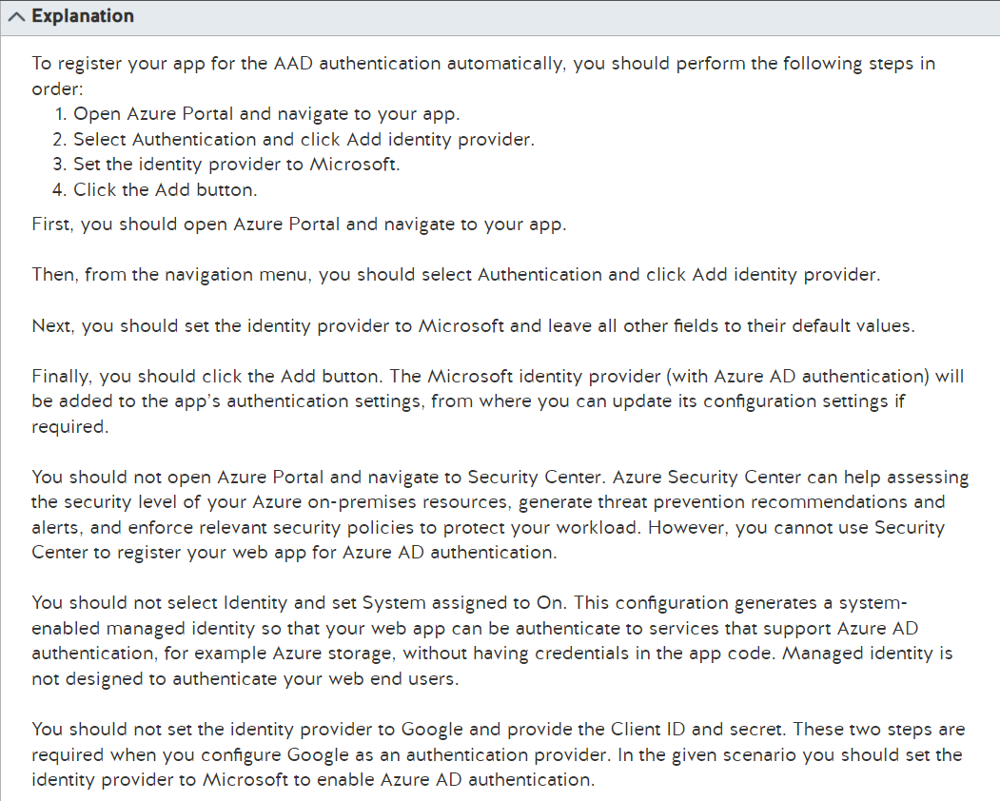 Explanation
To register your app for the AAD authentication automatically, you should perform the following steps in
order:
1. Open Azure Portal and navigate to your app.
2. Select Authentication and click Add identity provider.
3. Set the identity provider to Microsoft.
4. Click the Add button.
First, you should open Azure Portal and navigate to your app.
Then, from the navigation menu, you should select Authentication and click Add identity provider.
Next, you should set the identity provider to Microsoft and leave all other fields to their default values.
Finally, you should click the Add button. The Microsoft identity provider (with Azure AD authentication) will
be added to the app's authentication settings, from where you can update its configuration settings if
required.
You should not open Azure Portal and navigate to Security Center. Azure Security Center can help assessing
the security level of your Azure on-premises resources, generate threat prevention recommendations and
alerts, and enforce relevant security policies to protect your workload. However, you cannot use Security
Center to register your web app for Azure AD authentication.
You should not select Identity and set System assigned to On. This configuration generates a system-
enabled managed identity so that your web app can be authenticate to services that support Azure AD
authentication, for example Azure storage, without having credentials in the app code. Managed identity is
not designed to authenticate your web end users.
You should not set the identity provider to Google and provide the Client ID and secret. These two steps are
required when you configure Google as an authentication provider. In the given scenario you should set the
identity provider to Microsoft to enable Azure AD authentication.